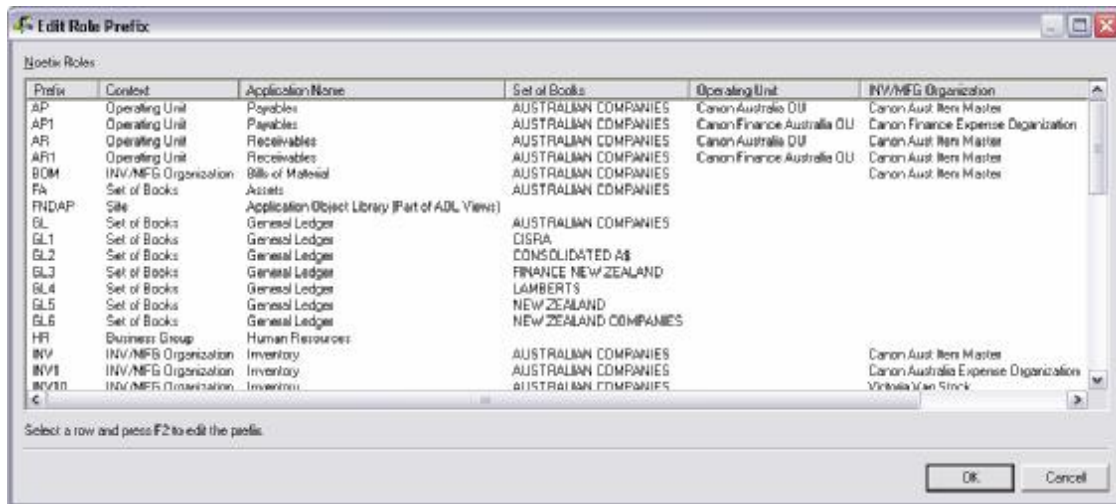 Edit Role Prefix
Noetix Roles
Prefix Context Application Name Set of Books Operating Unit INV/MFG Organization
AP Operating Unit Payables AUSTRALIAN COMPANIES Canon Australia OU Canon Aust Item Master
AP1 Operating Unit Payables AUSTRALIAN COMPANIES Canon Finance Australia OU Canon Finance Expense Organization
AR Operating Unit Receivables AUSTRALIAN COMPANIES Canon Australia OU Canon Aust Item Master
AR1 Operating Unit Receivables AUSTRALIAN COMPANIES Canon Finance Australia OU Canon Aust Item Master
BOM INV/MFG Organization Bills of Material Canon Aust Item Master
FA Set of Books Assets AUSTRALIAN COMPANIES
FNDAP Site Application Object Library (Part of AOL Views)
GL Set of Books General Ledger AUSTRALIAN COMPANIES
GL1 Set of Books General Ledger CISRA
GL2 Set of Books General Ledger CONSOLIDATED A$
GL3 Set of Books General Ledger FINANCE NEW ZEALAND
GL4 Set of Books General Ledger LAMBERTS
GL5 Set of Books General Ledger NEW ZEALAND
GL6 Set of Books General Ledger NEW ZEALAND COMPANIES
HR Business Group Human Resources
INV INV/MFG Organization Inventory AUSTRALIAN COMPANIES Canon Aust Item Master
INV1 INV/MFG Organization Inventory AUSTRALIAN COMPANIES Canon Australia Expense Organization
INV10 INV/MFG Organization Inventory AUSTRALIAN COMPANIES Victoria Van Stock
Select a row and press F2 to edit the prefix.
OK Cancel